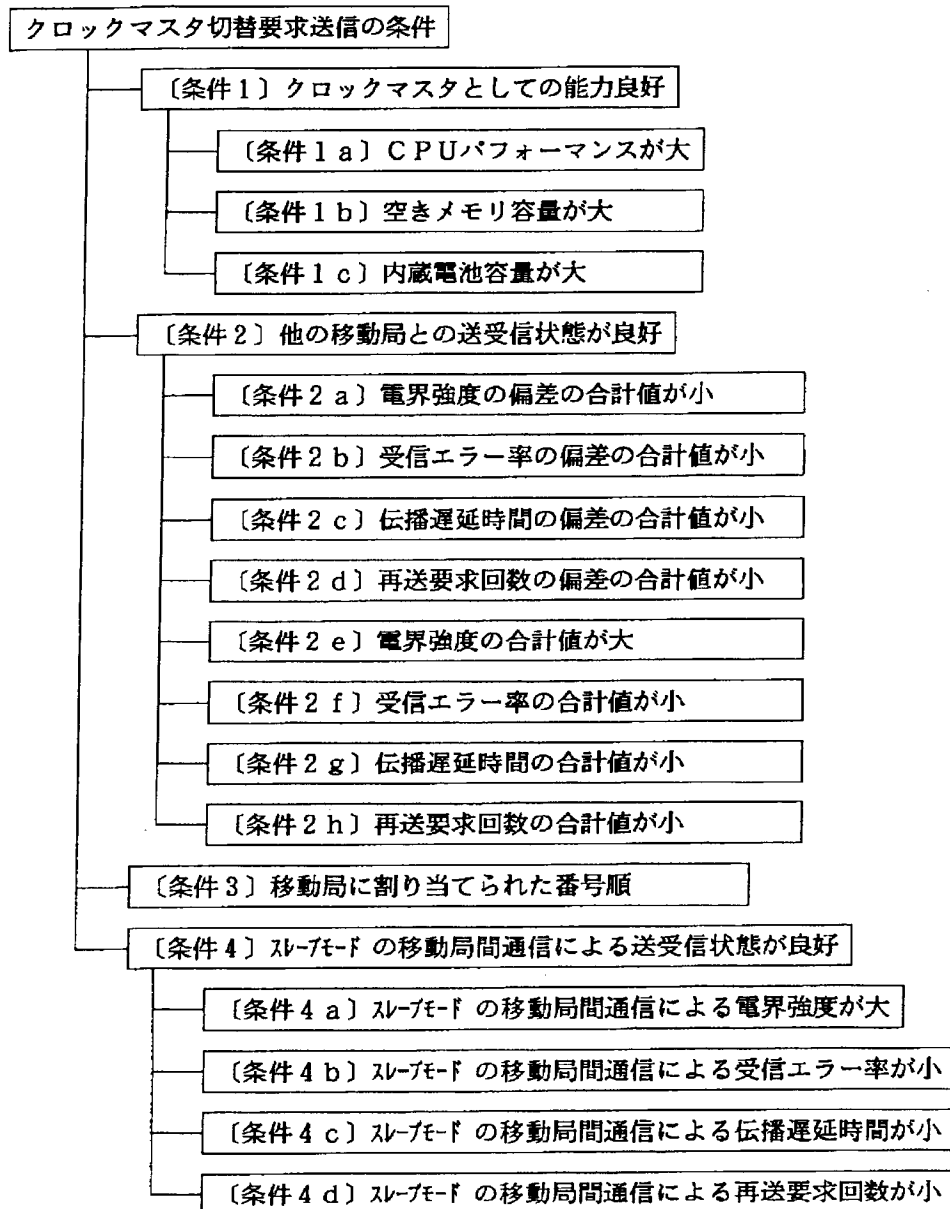 クロックマスタ切替要求送信の条件
〔条件1〕クロックマスタとしての能力良好
〔条件1a〕CPUパフォーマンスが大
〔条件1b〕空きメモリ容量が大
〔条件1c〕内蔵電池容量が大
〔条件2〕他の移動局との送受信状態が良好
〔条件2a〕電界強度の偏差の合計値が小
〔条件2b〕受信エラー率の偏差の合計値が小
〔条件2c〕伝播遅延時間の偏差の合計値が小
〔条件2d〕再送要求回数の偏差の合計値が小
〔条件2e〕電界強度の合計値が大
〔条件2f〕受信エラー率の合計値が小
〔条件2g〕伝播遅延時間の合計値が小
〔条件2h〕再送要求回数の合計値が小
〔条件3〕移動局に割り当てられた番号順
〔条件4〕ｽﾚｰﾌﾞﾓｰﾄﾞ の移動局間通信による送受信状態が良好
〔条件4a〕ｽﾚｰﾌﾞﾓｰﾄﾞ の移動局間通信による電界強度が大
〔条件4b〕ｽﾚｰﾌﾞﾓｰﾄﾞ の移動局間通信による受信エラー率が小
〔条件4c〕ｽﾚｰﾌﾞﾓｰﾄﾞ の移動局間通信による伝播遅延時間が小
〔条件4d〕ｽﾚｰﾌﾞﾓｰﾄﾞ の移動局間通信による再送要求回数が小